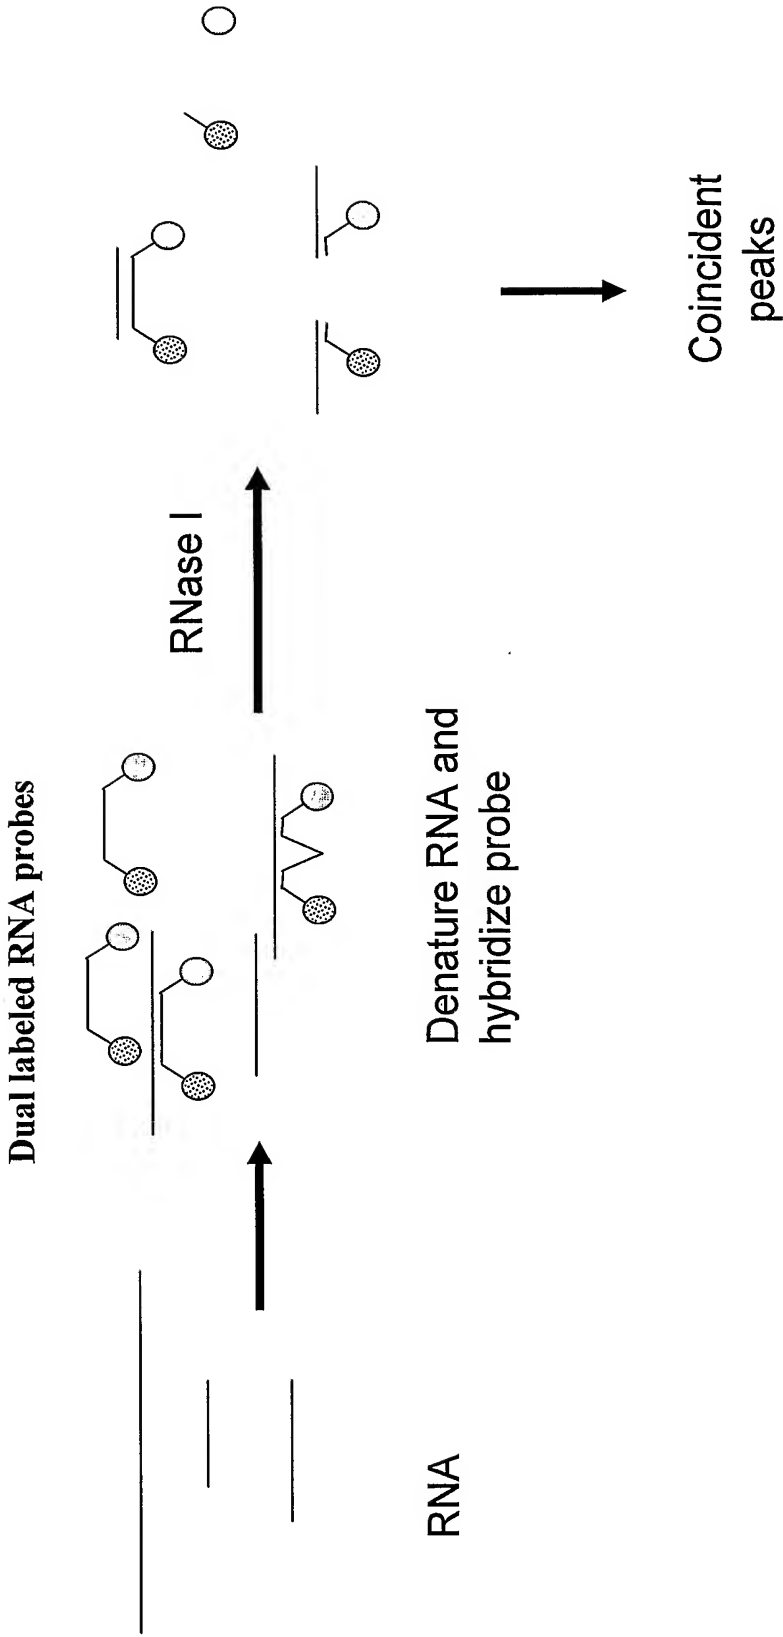 Dual labeled RNA probes
RNA
Denature RNA and
hybridize probe
RNase I
Coincident
peaks